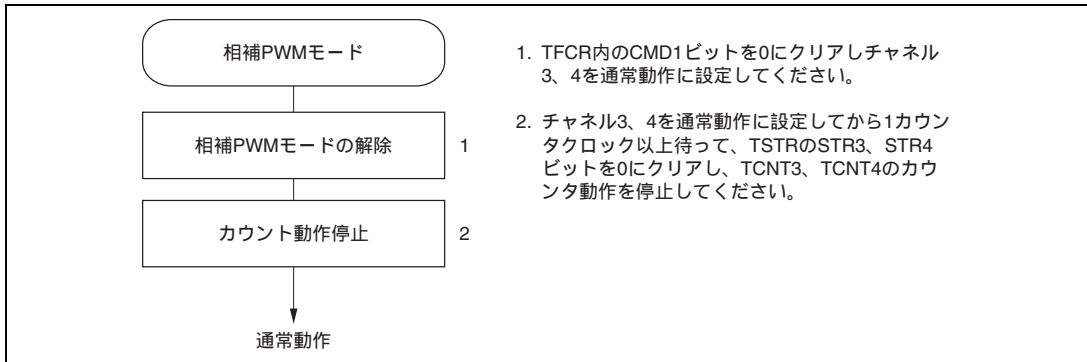 相補PWMモード
相補PWMモードの解除
1
カウント動作停止
2
通常動作
1. TFCR内のCMD1ビットを0にクリアしチャネル
3、4を通常動作に設定してください。
2. チャネル3、4を通常動作に設定してから1カウン
タクロック以上待って、TSTRのSTR3、STR4
ビットを0にクリアし、TCNT3、TCNT4のカウ
ンタ動作を停止してください。